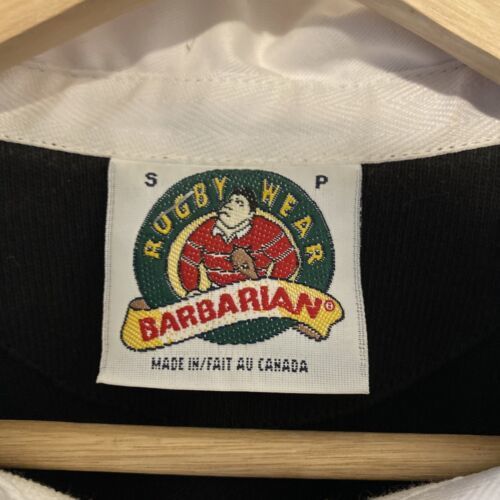 S P
RUGBY WEAR
BARBARIAN®
MADE IN/FAIT AU CANADA